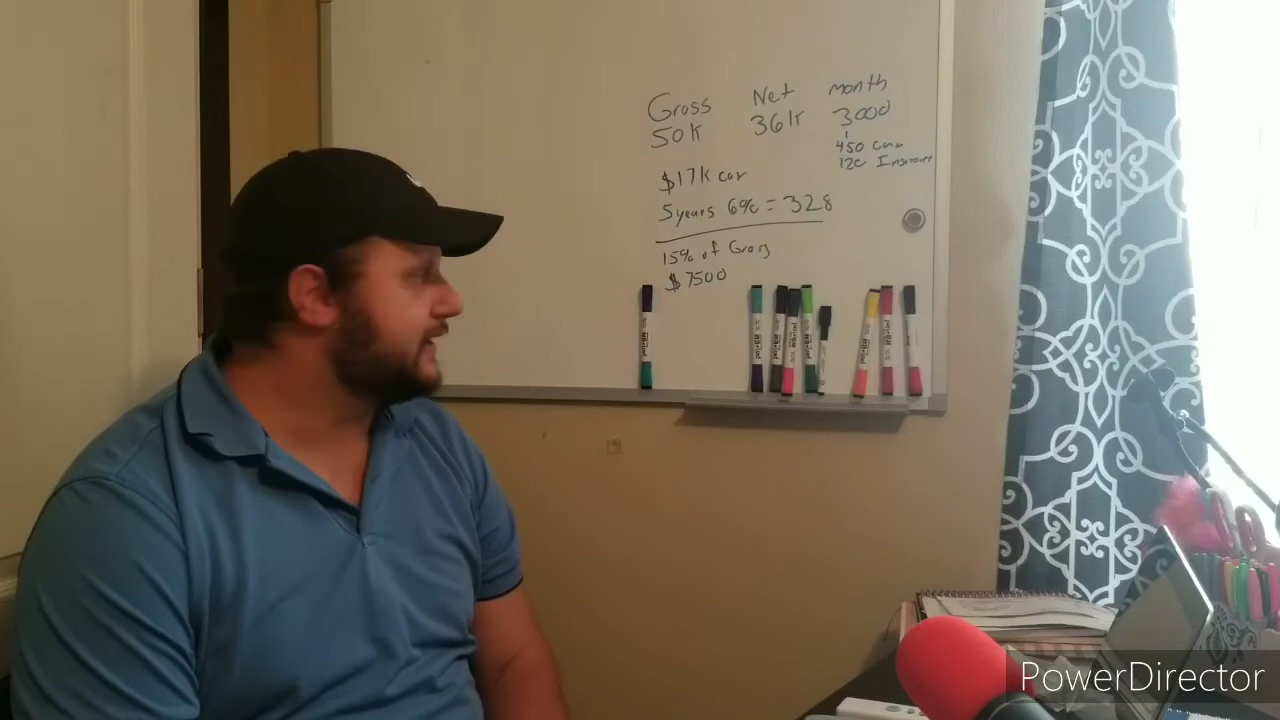 Gross Net month
50k 36k 3000
450 Car
120 Insurance
$17k car
5 years 6% = 328
15% of Gross
$7500
EXPO
PowerDirector